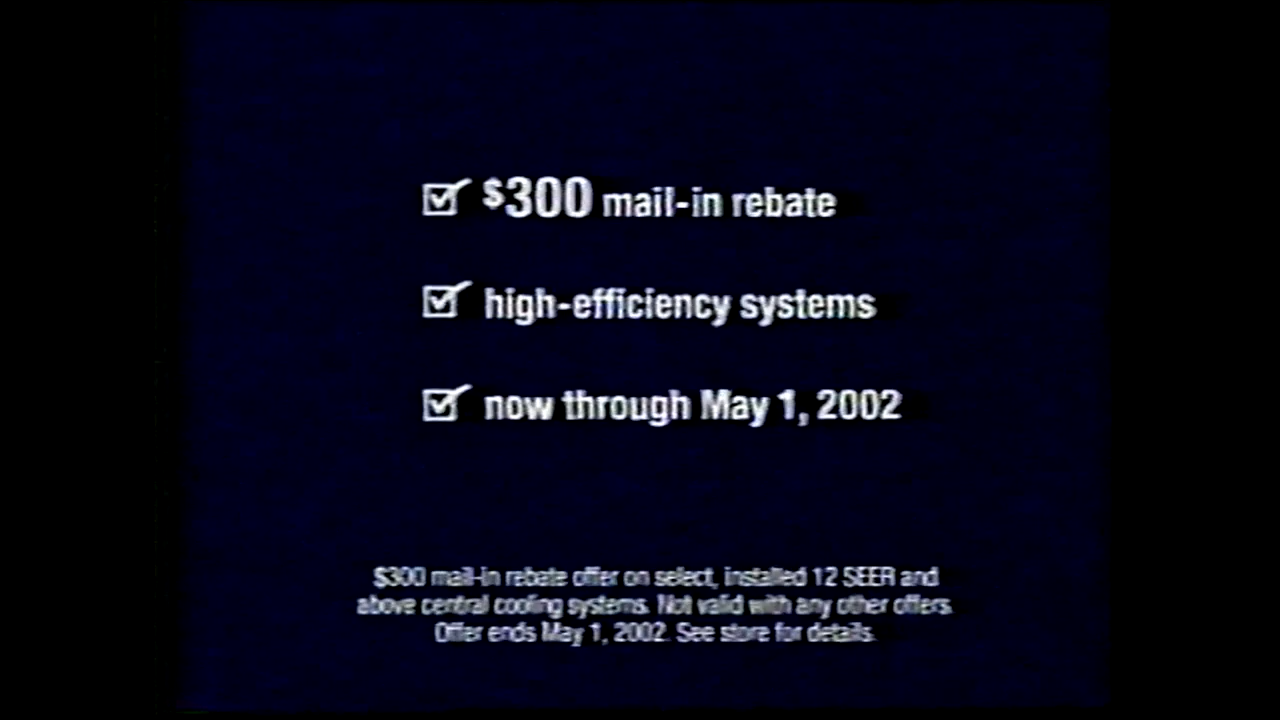 $300 mail-in rebate
high-efficiency systems
now through May 1, 2002
$300 mail-in rebate offer on select, installed 12 SEER and
above central cooling systems. Not valid with any other offers.
Offer ends May 1, 2002. See store for details.